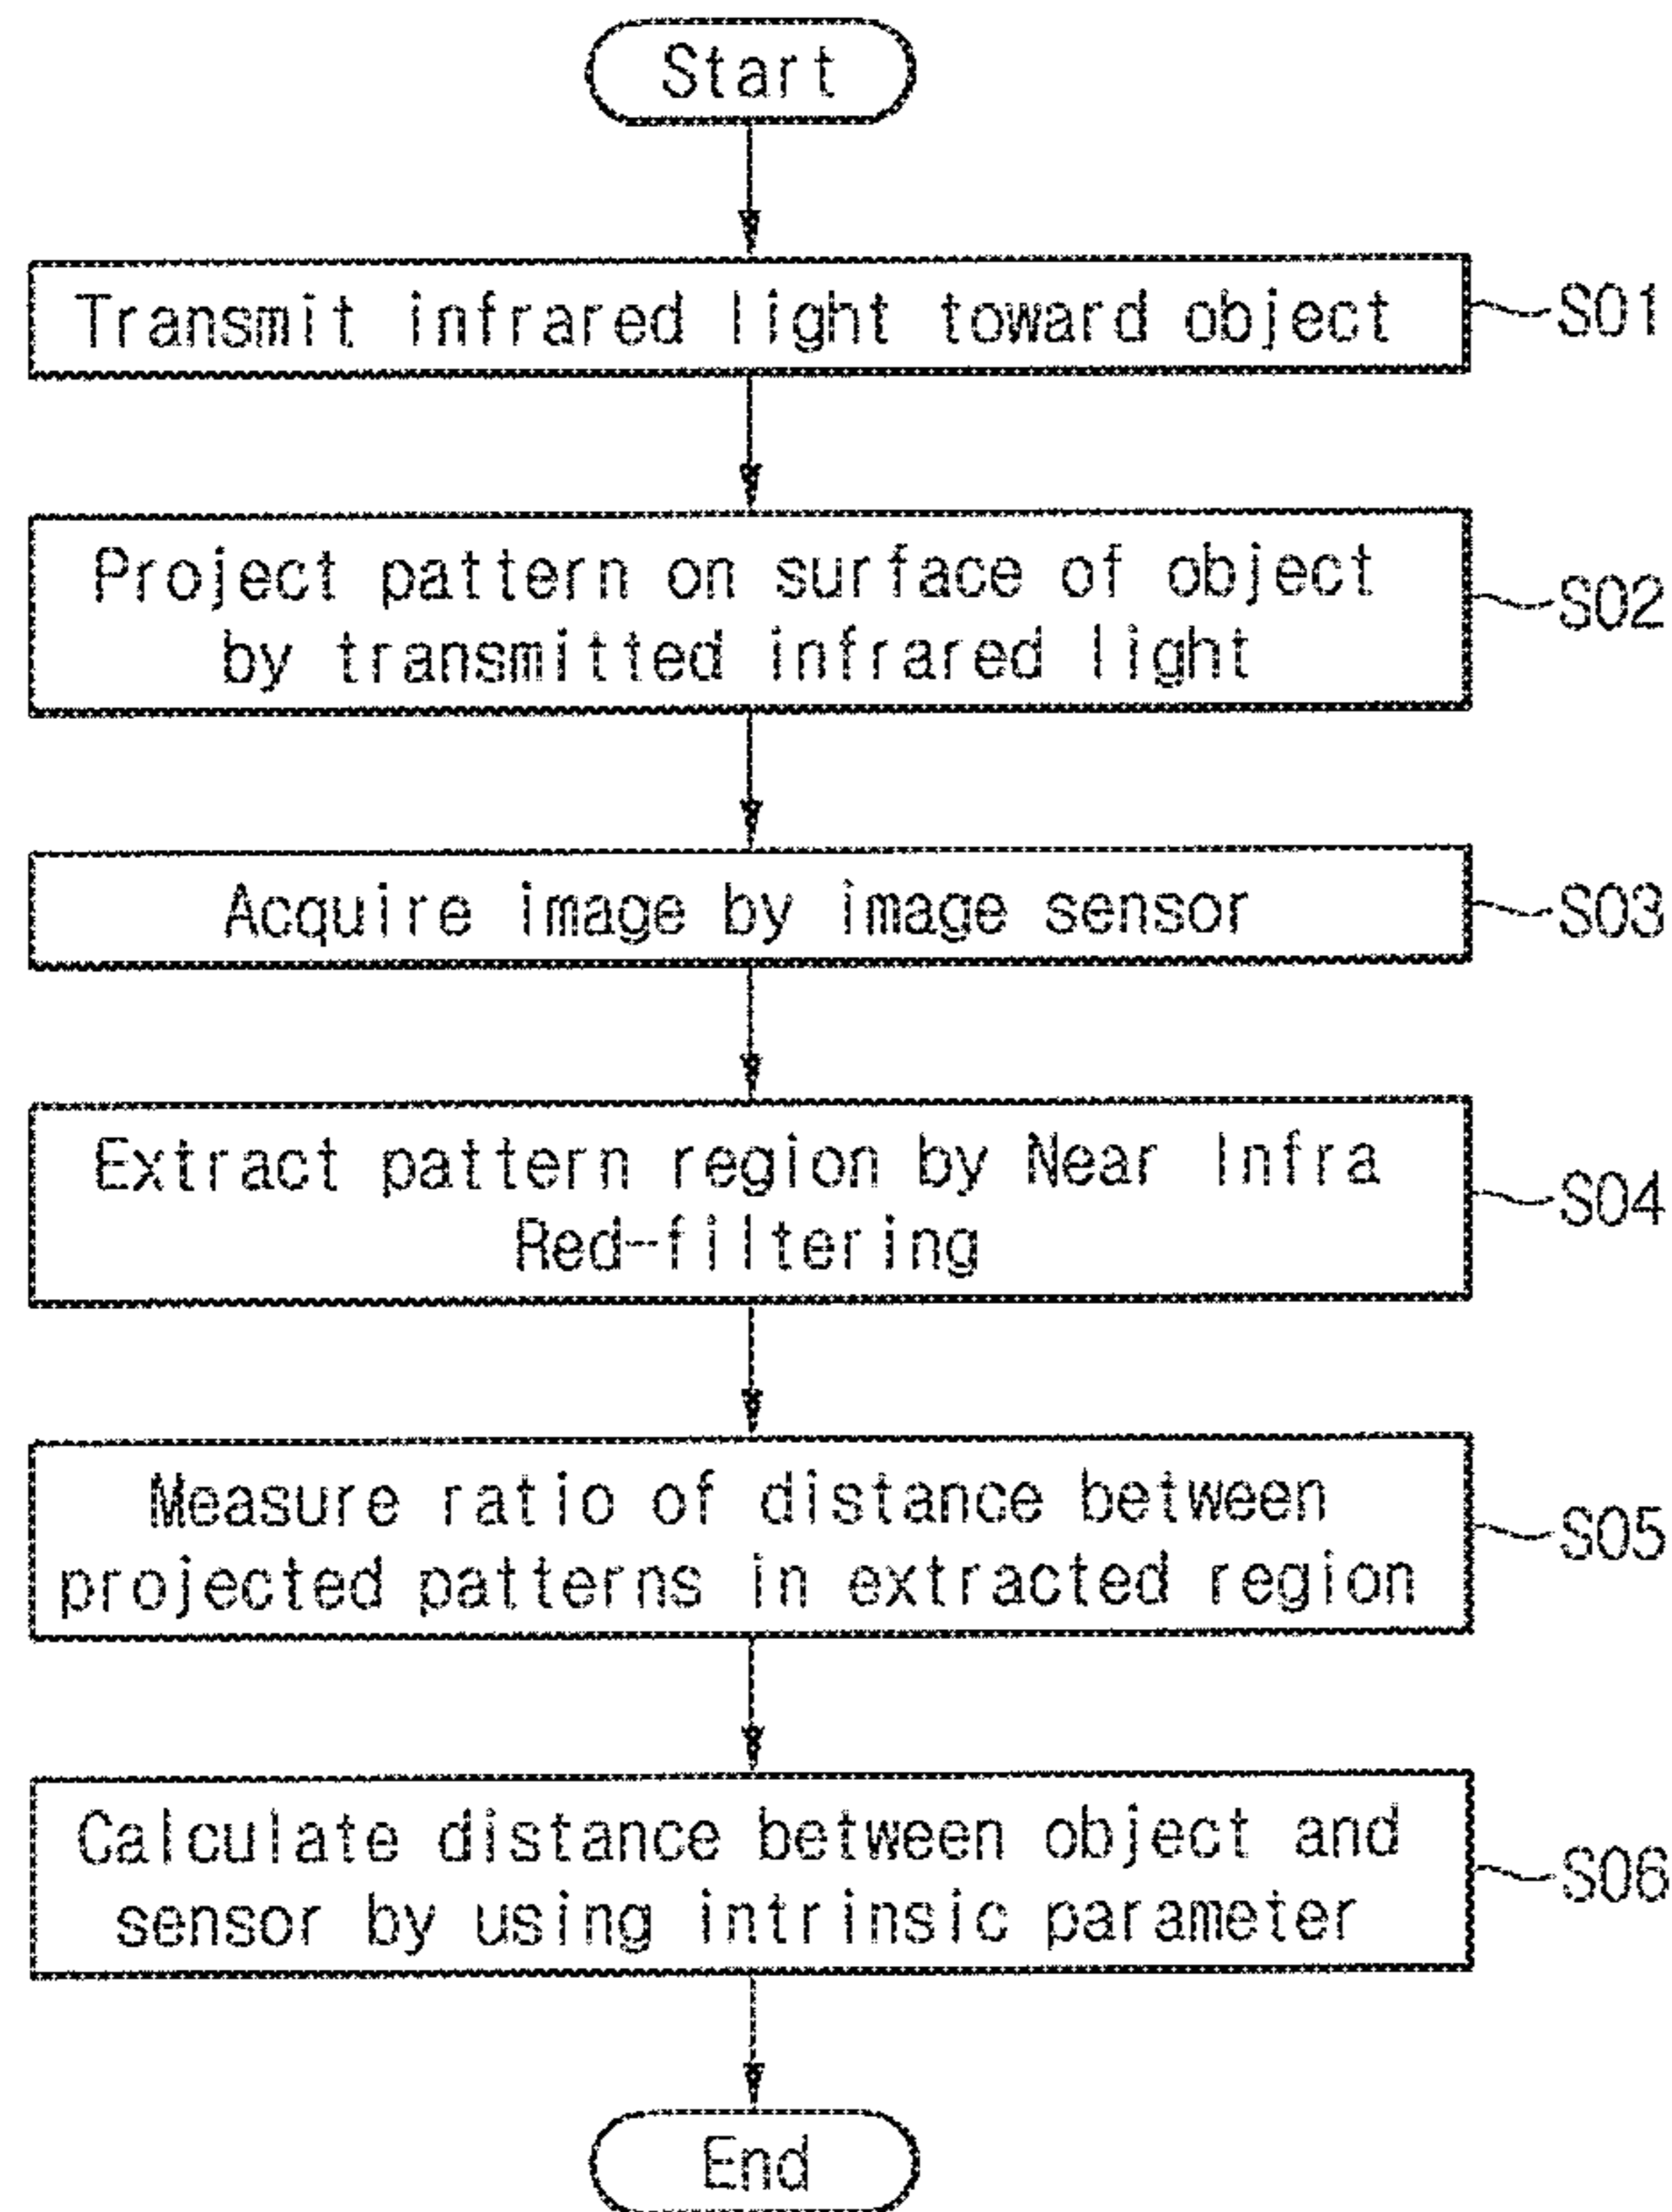 Start
Transmit infrared light toward object
S01
Project pattern on surface of object
by transmitted infrared light
S02
Acquire image by image sensor
S03
Extract pattern region by Near Infra
Red-filtering
S04
Measure ratio of distance between
projected patterns in extracted region
S05
Calculate distance between object and
sensor by using intrinsic parameter
S06
End